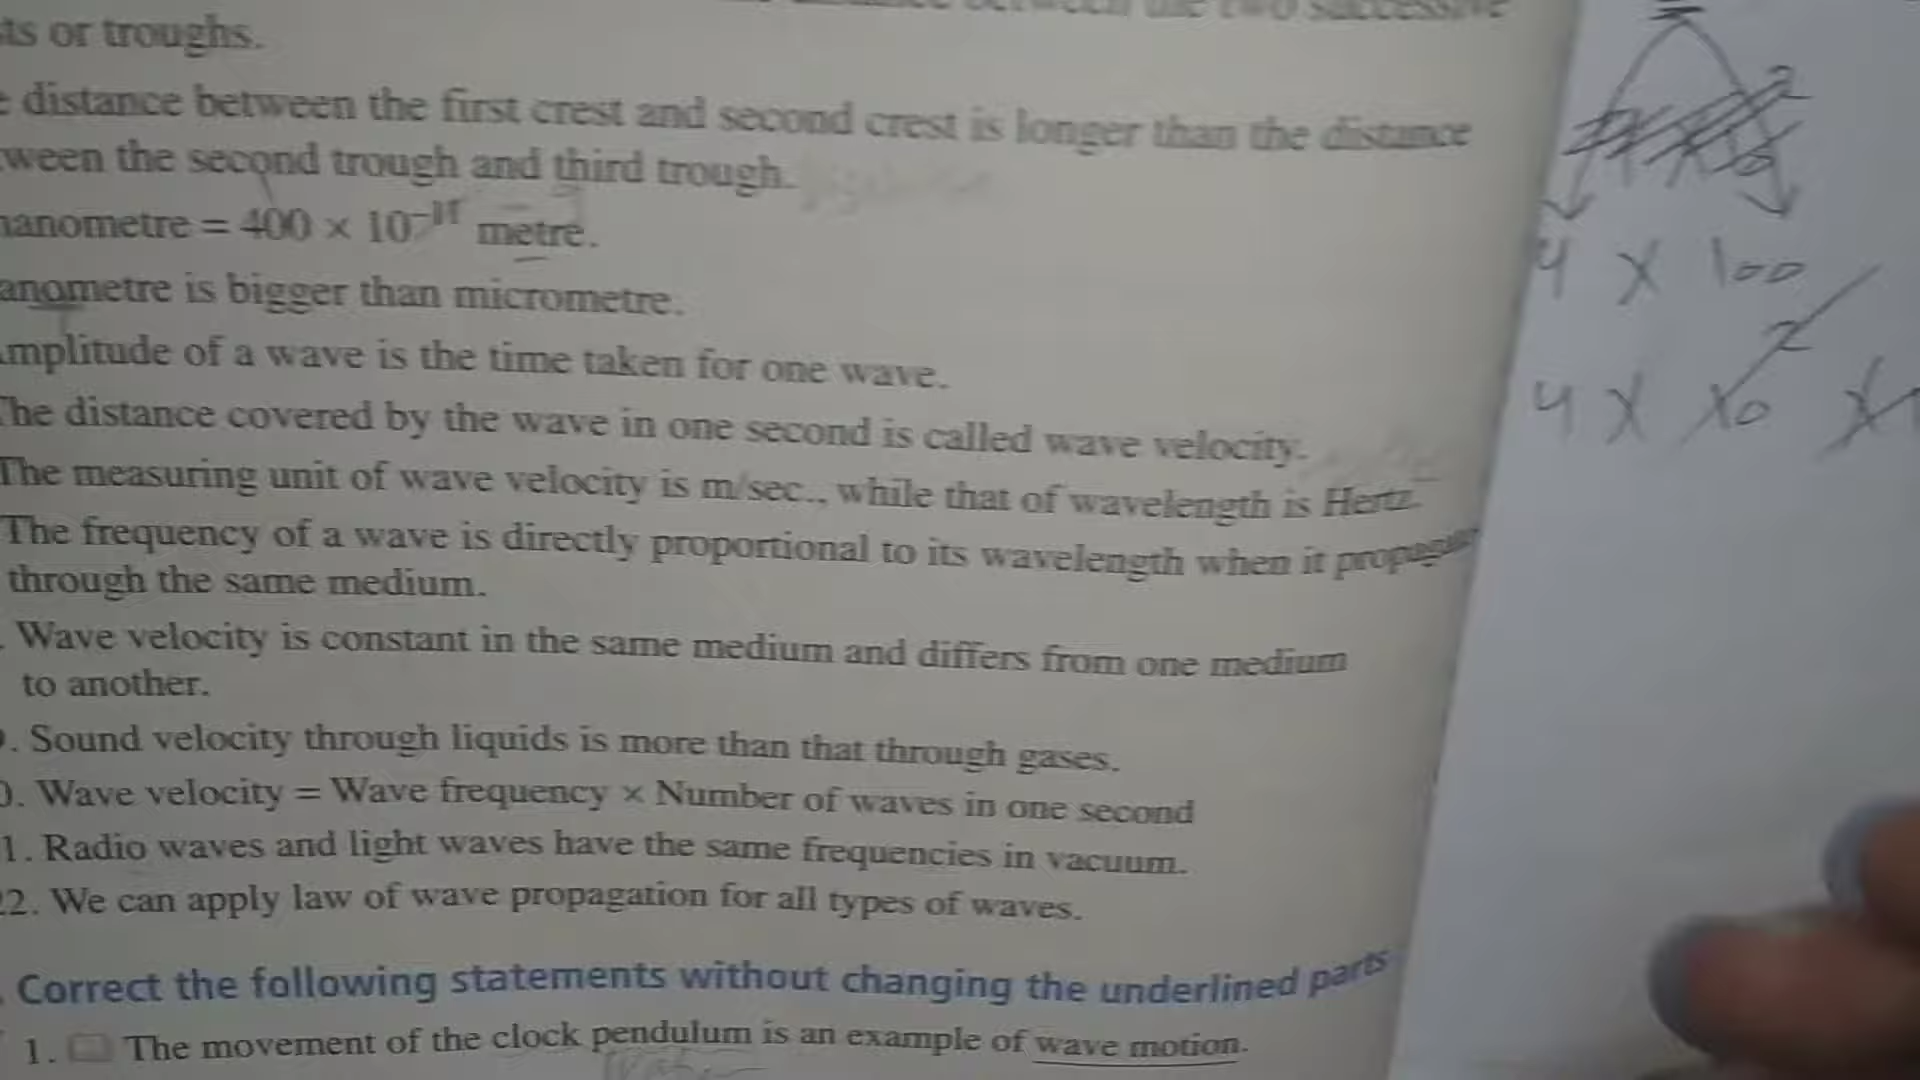 ts or troughs.
distance between the first crest and second crest is longer than the distance
ween the second trough and third trough.
nanometre = 400 × 10 metre.
anometre is bigger than micrometre.
mplitude of a wave is the time taken for one wave.
The distance covered by the wave in one second is called wave velocity.
The measuring unit of wave velocity is m/sec., while that of wavelength is Hertz.
The frequency of a wave is directly proportional to its wavelength when it
through the same medium.
Wave velocity is constant in the same medium and differs from one medium
to another.
. Sound velocity through liquids is more than that through gases.
0. Wave velocity = Wave frequency × Number of waves in one second
1. Radio waves and light waves have the same frequencies in vacuum.
22. We can apply law of wave propagation for all types of waves.
Correct the following statements without changing the underlined parts
1. The movement of the clock pendulum is an example of wave motion.
4 X 100
4 X